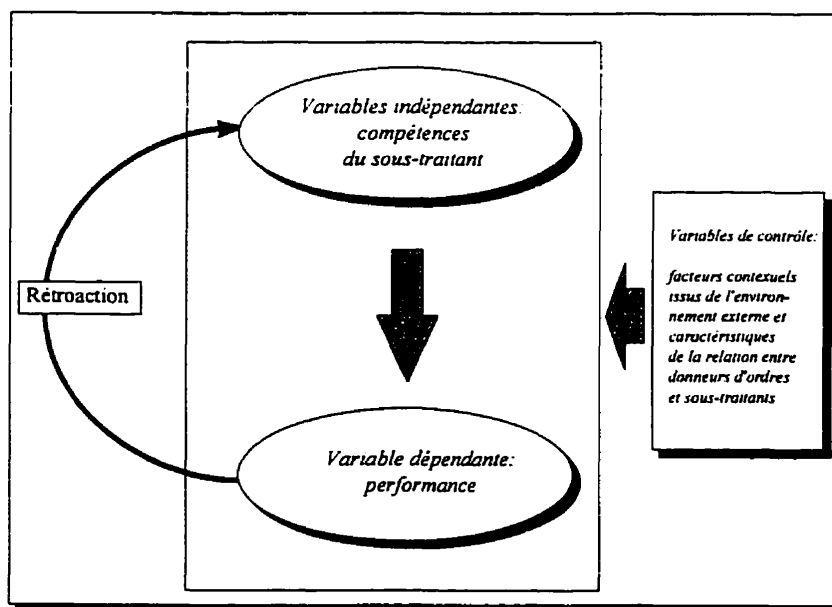 Variables indépendantes:
compétences
du sous-traitant
Rétroaction
Variable dépendante:
performance
Variables de contrôle:
facteurs contexuels
issus de l'environ-
nement externe et
caractéristiques
de la relation entre
donneurs d'ordres
et sous-traitants